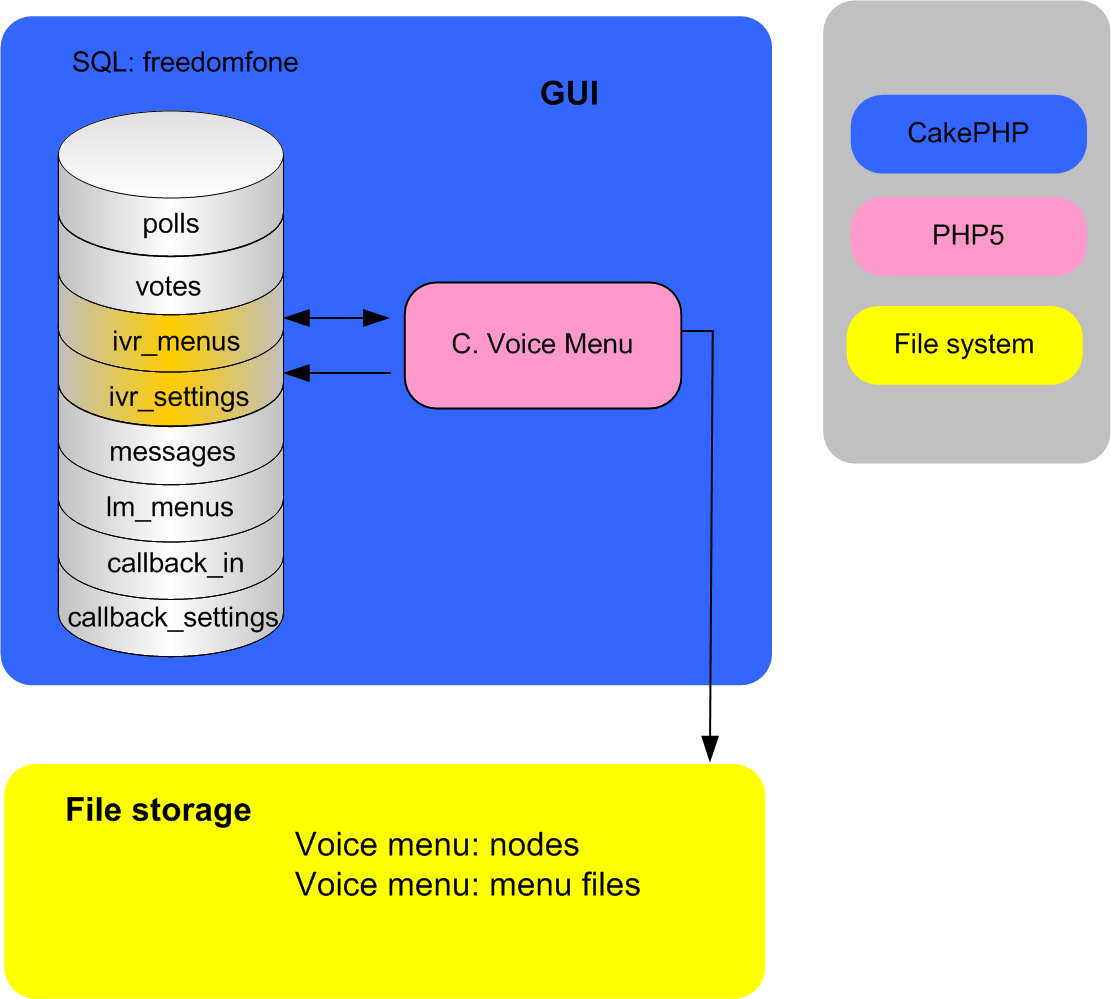 SQL: freedomfone
GUI
polls
votes
ivr_menus
ivr_settings
messages
lm_menus
callback_in
callback_settings
C. Voice Menu
CakePHP
PHP5
File system
File storage
Voice menu: nodes
Voice menu: menu files